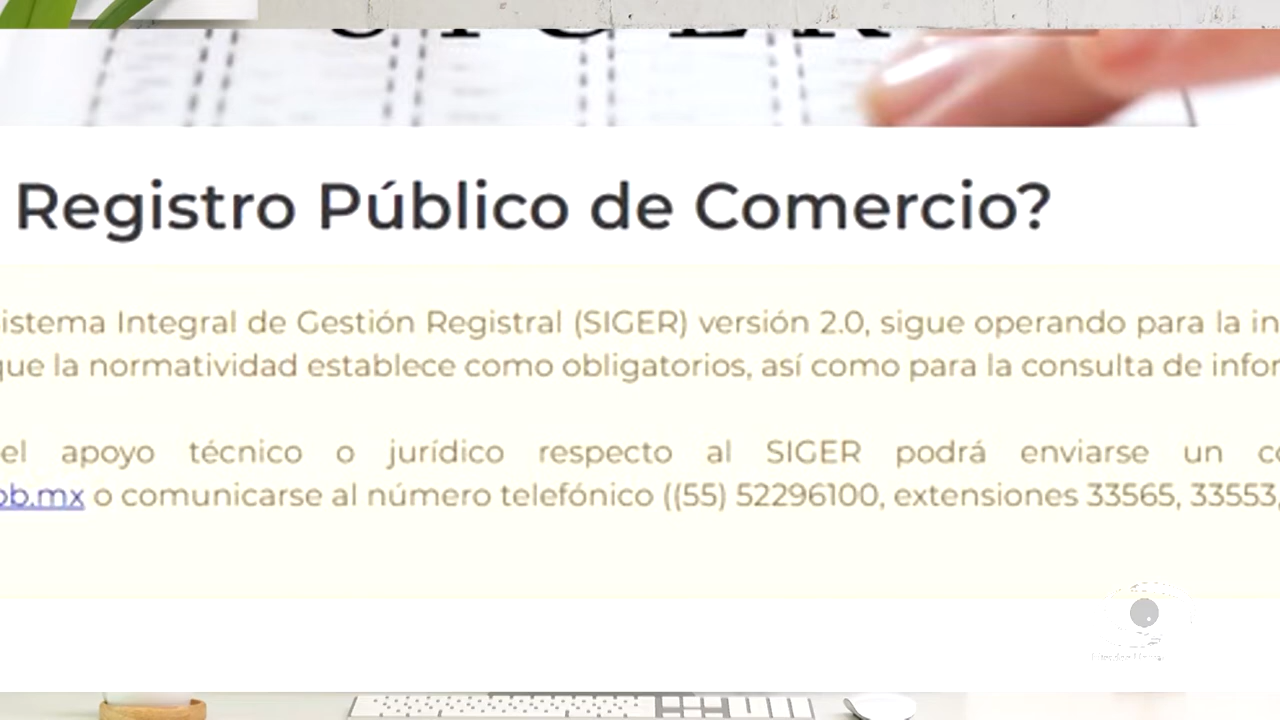 SIGER
Registro Público de Comercio?
istema Integral de Gestión Registral (SIGER) versión 2.0, sigue operando para la in
que la normatividad establece como obligatorios, así como para la consulta de infor
el apoyo técnico o jurídico respecto al SIGER podrá enviarse un co
ob.mx o comunicarse al número telefónico ((55) 52296100, extensiones 33565, 33553,